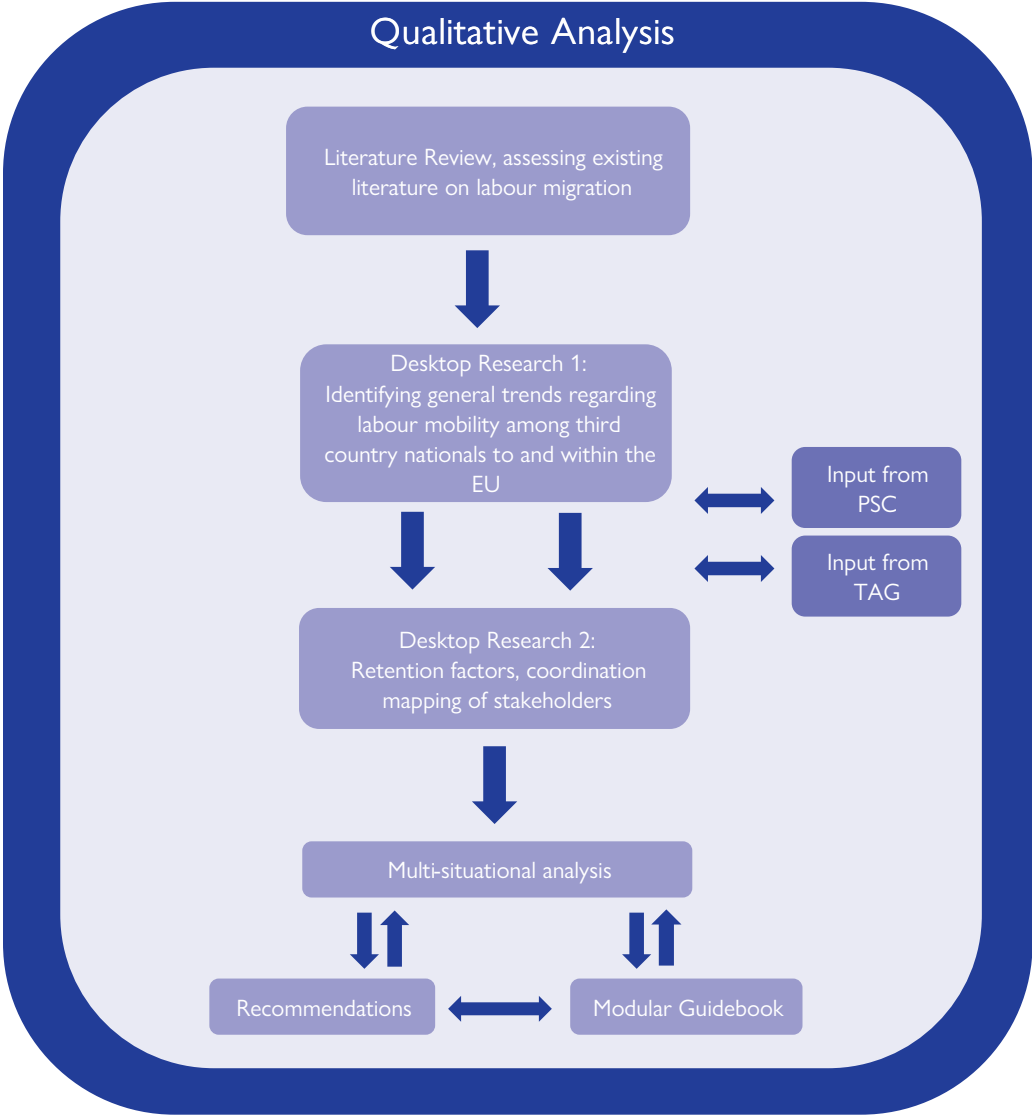 Qualitative Analysis
Literature Review, assessing existing
literature on labour migration
Desktop Research 1:
Identifying general trends regarding
labour mobility among third
country nationals to and within the
EU
Input from
PSC
Input from
TAG
Desktop Research 2:
Retention factors, coordination
mapping of stakeholders
Multi-situational analysis
Recommendations
Modular Guidebook